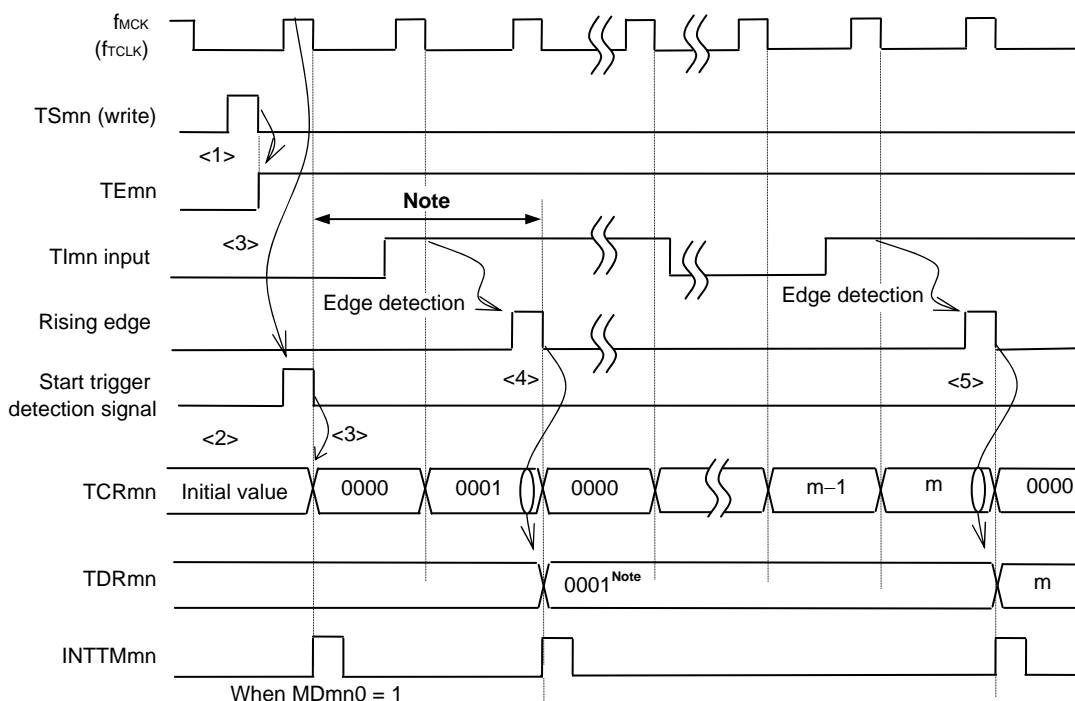 fMCK
(fTCLK)
TSmn (write)
<1>
TEmn
Note
<3>
TImn input
Edge detection
Edge detection
Rising edge
<4>
<5>
Start trigger
detection signal
<2>
<3>
TCRmn
Initial value
0000
0001
0000
m−1
m
0000
TDRmn
0001Note
m
INTTMmn
When MDmn0 = 1